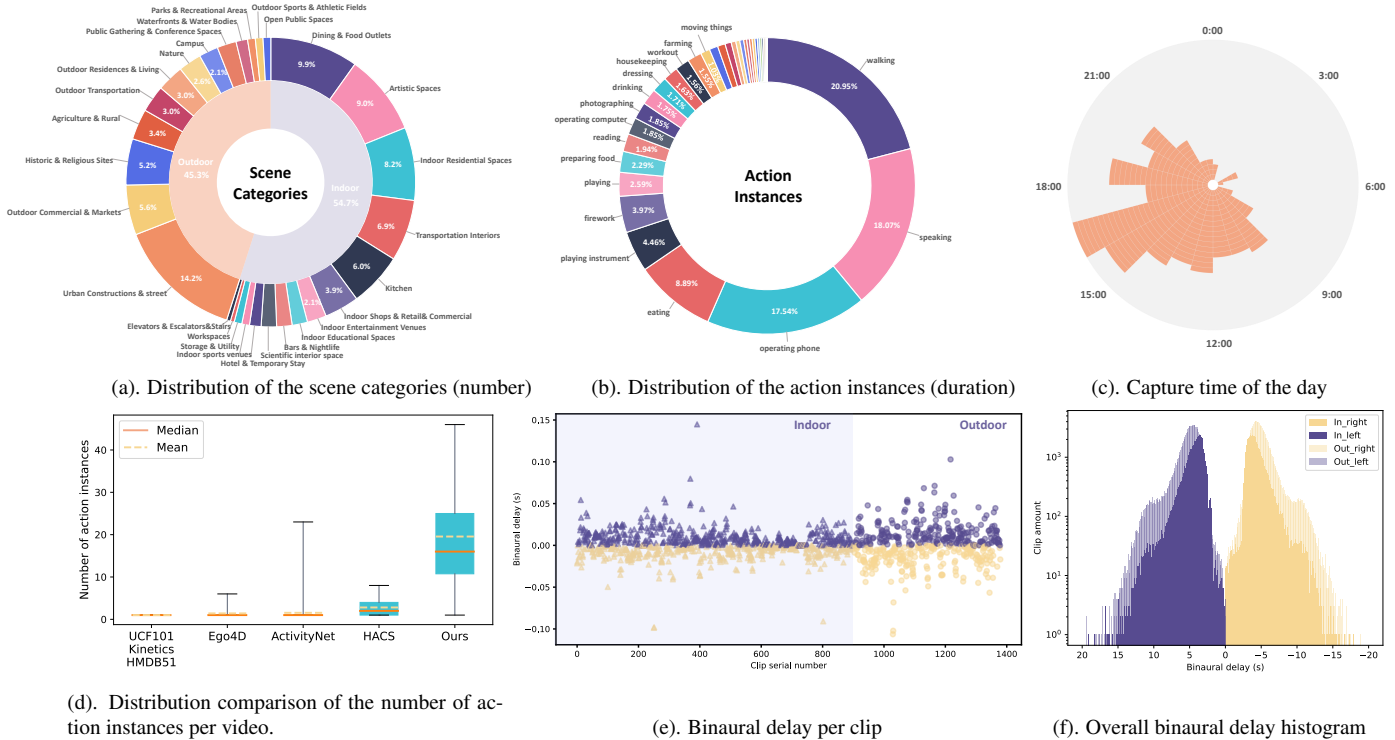 Parks & Recreational Areas
Outdoor Sports & Athletic Fields
Waterfronts & Water Bodies
Open Public Spaces
Public Gathering & Conference Spaces
Dining & Food Outlets
Campus
Nature
Outdoor Residences & Living
Artistic Spaces
Outdoor Transportation
Agriculture & Rural
Historic & Religious Sites
Indoor Residential Spaces
Outdoor Commercial & Markets
Transportation Interiors
Urban Constructions & street
Kitchen
Indoor Shops & Retail& Commercial
Elevators & Escalators&Stairs
Indoor Entertainment Venues
Workspaces
Indoor Educational Spaces
Storage & Utility
Bars & Nightlife
Indoor sports venues
Scientific interior space
Hotel & Temporary Stay
9.9%
9.0%
8.2%
6.9%
6.0%
3.9%
2.1%
14.2%
5.6%
5.2%
3.4%
3.0%
3.0%
2.6%
2.1%
Outdoor
45.3%
Indoor
54.7%
Scene
Categories
(a). Distribution of the scene categories (number)
moving things
farming
workout
housekeeping
dressing
drinking
photographing
operating computer
reading
preparing food
playing
firework
playing instrument
eating
operating phone
speaking
walking
20.95%
18.07%
17.54%
8.89%
4.46%
3.97%
2.59%
2.29%
1.94%
1.85%
1.85%
1.75%
1.71%
1.63%
1.56%
1.55%
Action
Instances
(b). Distribution of the action instances (duration)
0:00
3:00
6:00
9:00
12:00
15:00
18:00
21:00
(c). Capture time of the day
Number of action instances
40
30
20
10
0
Median
Mean
UCF101
Kinetics
HMDB51
Ego4D
ActivityNet
HACS
Ours
(d). Distribution comparison of the number of ac-
tion instances per video.
Binaural delay (s)
0.15
0.10
0.05
0.00
−0.05
−0.10
Indoor
Outdoor
0 200 400 600 800 1000 1200 1400
Clip serial number
(e). Binaural delay per clip
Clip amount
10³
10²
10¹
10⁰
In_right
In_left
Out_right
Out_left
20 15 10 5 0 −5 −10 −15 −20
Binaural delay (s)
(f). Overall binaural delay histogram